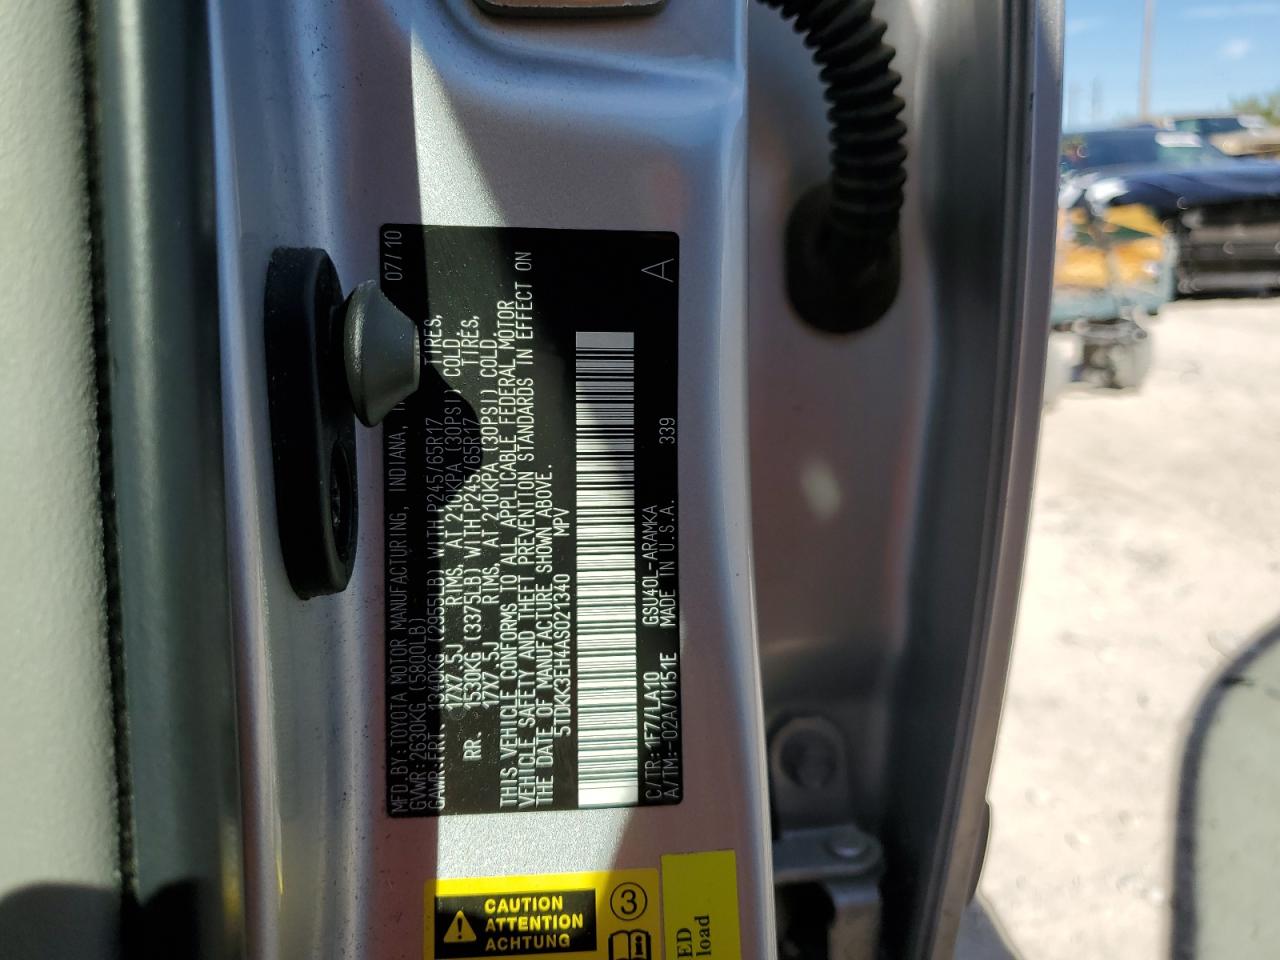 MFD.BY:TOYOTA MOTOR MANUFACTURING, INDIANA, 07/10
GVWR:2630KG (5800LB)
GAWR:FRT. 1340KG (2955LB) WITH P245/65R17 TIRES,
17X7.5J RIMS, AT 210KPA (30PSI) COLD.
RR. 1530KG (3375LB) WITH P245/65R17 TIRES,
17X7.5J RIMS, AT 210KPA (30PSI) COLD.
THIS VEHICLE CONFORMS TO ALL APPLICABLE FEDERAL MOTOR
VEHICLE SAFETY AND THEFT PREVENTION STANDARDS IN EFFECT ON
THE DATE OF MANUFACTURE SHOWN ABOVE.
5TDKK3EH4AS021340 MPV
C/TR:1F7/LA10 GSU40L-ARAMKA
A/TM:-02A/U151E MADE IN U.S.A. 339 A
CAUTION
ATTENTION
ACHTUNG
3
ED
load